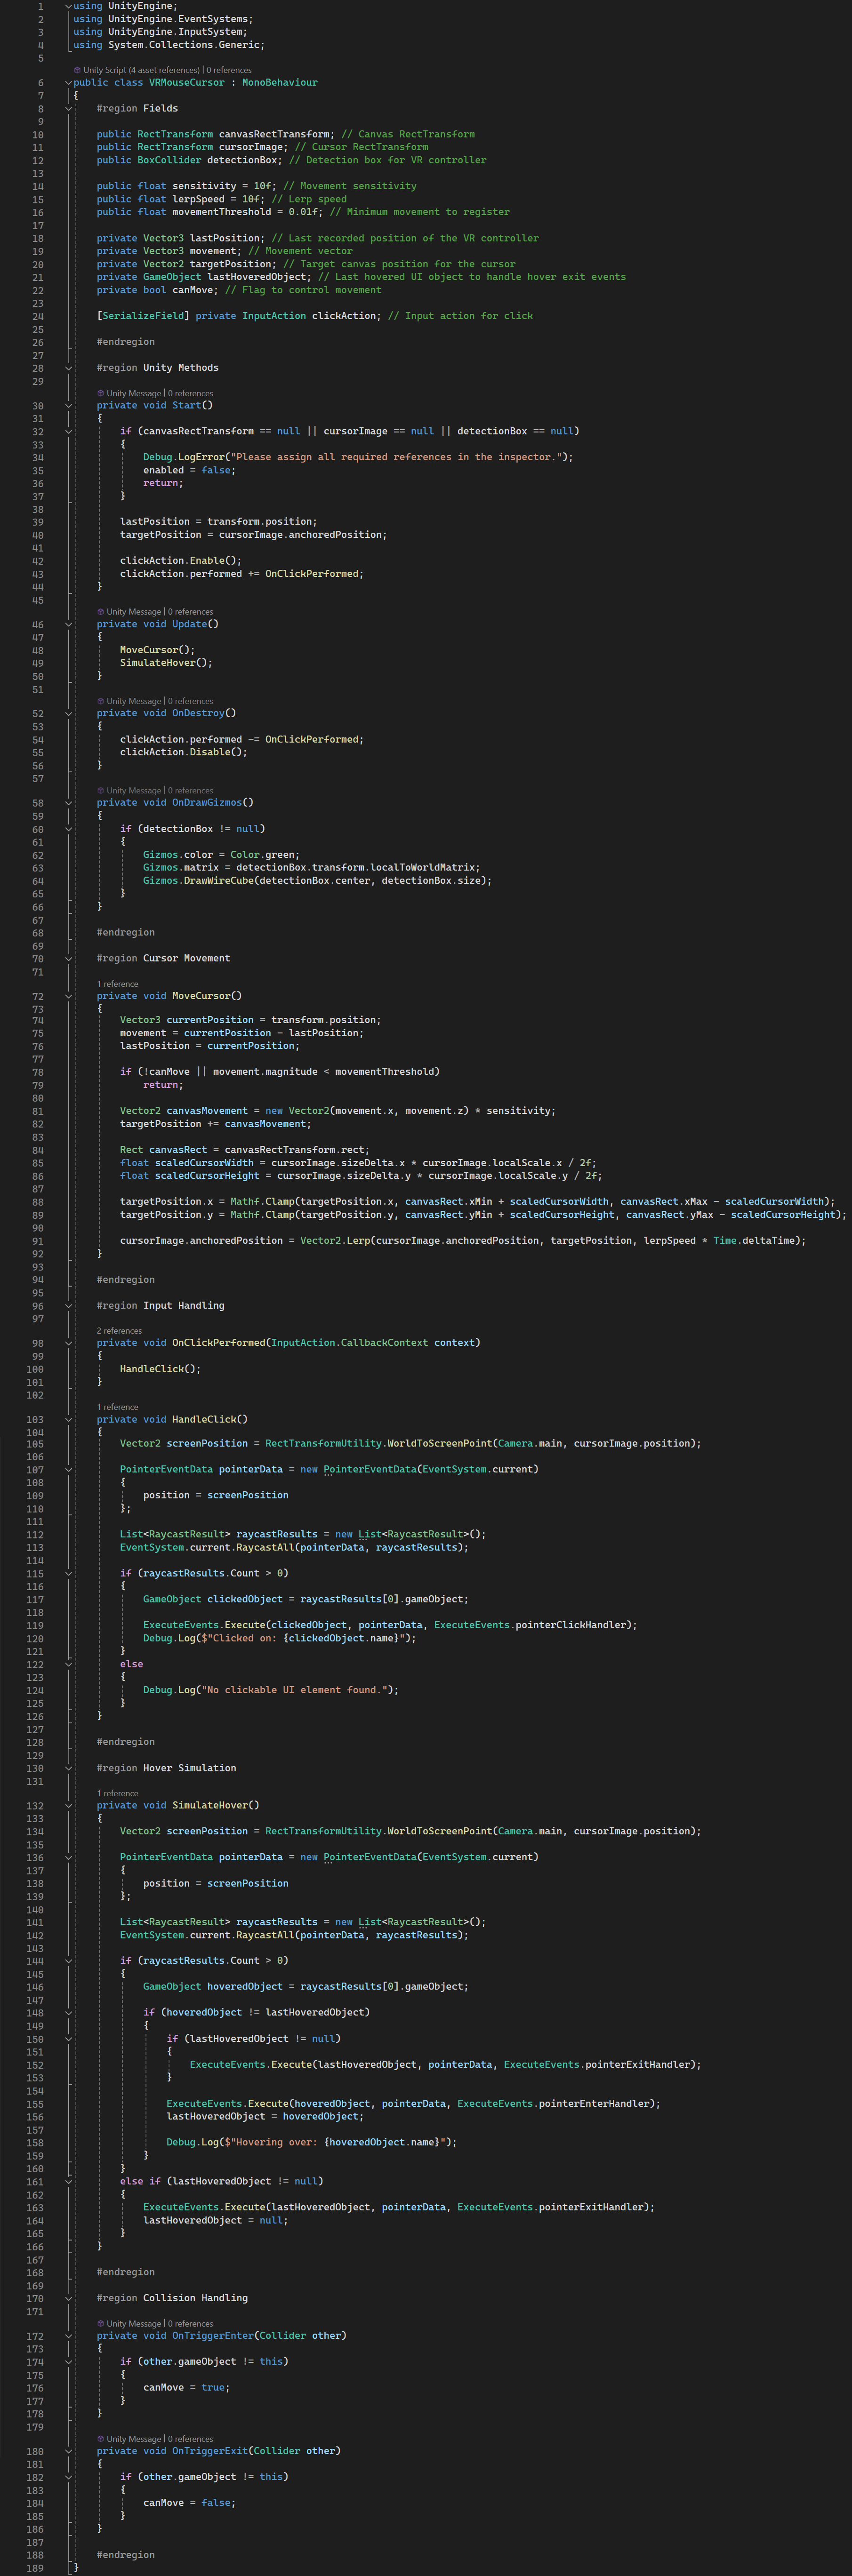 1 using UnityEngine;
2 using UnityEngine.EventSystems;
3 using UnityEngine.InputSystem;
4 using System.Collections.Generic;
5
Unity Script (4 asset references) | 0 references
6 public class VRMouseCursor : MonoBehaviour
7 {
8 #region Fields
9
10 public RectTransform canvasRectTransform; // Canvas RectTransform
11 public RectTransform cursorImage; // Cursor RectTransform
12 public BoxCollider detectionBox; // Detection box for VR controller
13
14 public float sensitivity = 10f; // Movement sensitivity
15 public float lerpSpeed = 10f; // Lerp speed
16 public float movementThreshold = 0.01f; // Minimum movement to register
17
18 private Vector3 lastPosition; // Last recorded position of the VR controller
19 private Vector3 movement; // Movement vector
20 private Vector2 targetPosition; // Target canvas position for the cursor
21 private GameObject lastHoveredObject; // Last hovered UI object to handle hover exit events
22 private bool canMove; // Flag to control movement
23
24 [SerializeField] private InputAction clickAction; // Input action for click
25
26 #endregion
27
28 #region Unity Methods
29
Unity Message | 0 references
30 private void Start()
31 {
32 if (canvasRectTransform == null || cursorImage == null || detectionBox == null)
33 {
34 Debug.LogError("Please assign all required references in the inspector.");
35 enabled = false;
36 return;
37 }
38
39 lastPosition = transform.position;
40 targetPosition = cursorImage.anchoredPosition;
41
42 clickAction.Enable();
43 clickAction.performed += OnClickPerformed;
44 }
45
Unity Message | 0 references
46 private void Update()
47 {
48 MoveCursor();
49 SimulateHover();
50 }
51
Unity Message | 0 references
52 private void OnDestroy()
53 {
54 clickAction.performed -= OnClickPerformed;
55 clickAction.Disable();
56 }
57
Unity Message | 0 references
58 private void OnDrawGizmos()
59 {
60 if (detectionBox != null)
61 {
62 Gizmos.color = Color.green;
63 Gizmos.matrix = detectionBox.transform.localToWorldMatrix;
64 Gizmos.DrawWireCube(detectionBox.center, detectionBox.size);
65 }
66 }
67
68 #endregion
69
70 #region Cursor Movement
71
1 reference
72 private void MoveCursor()
73 {
74 Vector3 currentPosition = transform.position;
75 movement = currentPosition - lastPosition;
76 lastPosition = currentPosition;
77
78 if (!canMove || movement.magnitude < movementThreshold)
79 return;
80
81 Vector2 canvasMovement = new Vector2(movement.x, movement.z) * sensitivity;
82 targetPosition += canvasMovement;
83
84 Rect canvasRect = canvasRectTransform.rect;
85 float scaledCursorWidth = cursorImage.sizeDelta.x * cursorImage.localScale.x / 2f;
86 float scaledCursorHeight = cursorImage.sizeDelta.y * cursorImage.localScale.y / 2f;
87
88 targetPosition.x = Mathf.Clamp(targetPosition.x, canvasRect.xMin + scaledCursorWidth, canvasRect.xMax - scaledCursorWidth);
89 targetPosition.y = Mathf.Clamp(targetPosition.y, canvasRect.yMin + scaledCursorHeight, canvasRect.yMax - scaledCursorHeight);
90
91 cursorImage.anchoredPosition = Vector2.Lerp(cursorImage.anchoredPosition, targetPosition, lerpSpeed * Time.deltaTime);
92 }
93
94 #endregion
95
96 #region Input Handling
97
2 references
98 private void OnClickPerformed(InputAction.CallbackContext context)
99 {
100 HandleClick();
101 }
102
1 reference
103 private void HandleClick()
104 {
105 Vector2 screenPosition = RectTransformUtility.WorldToScreenPoint(Camera.main, cursorImage.position);
106
107 PointerEventData pointerData = new PointerEventData(EventSystem.current)
108 {
109 position = screenPosition
110 };
111
112 List<RaycastResult> raycastResults = new List<RaycastResult>();
113 EventSystem.current.RaycastAll(pointerData, raycastResults);
114
115 if (raycastResults.Count > 0)
116 {
117 GameObject clickedObject = raycastResults[0].gameObject;
118
119 ExecuteEvents.Execute(clickedObject, pointerData, ExecuteEvents.pointerClickHandler);
120 Debug.Log($"Clicked on: {clickedObject.name}");
121 }
122 else
123 {
124 Debug.Log("No clickable UI element found.");
125 }
126 }
127
128 #endregion
129
130 #region Hover Simulation
131
1 reference
132 private void SimulateHover()
133 {
134 Vector2 screenPosition = RectTransformUtility.WorldToScreenPoint(Camera.main, cursorImage.position);
135
136 PointerEventData pointerData = new PointerEventData(EventSystem.current)
137 {
138 position = screenPosition
139 };
140
141 List<RaycastResult> raycastResults = new List<RaycastResult>();
142 EventSystem.current.RaycastAll(pointerData, raycastResults);
143
144 if (raycastResults.Count > 0)
145 {
146 GameObject hoveredObject = raycastResults[0].gameObject;
147
148 if (hoveredObject != lastHoveredObject)
149 {
150 if (lastHoveredObject != null)
151 {
152 ExecuteEvents.Execute(lastHoveredObject, pointerData, ExecuteEvents.pointerExitHandler);
153 }
154
155 ExecuteEvents.Execute(hoveredObject, pointerData, ExecuteEvents.pointerEnterHandler);
156 lastHoveredObject = hoveredObject;
157
158 Debug.Log($"Hovering over: {hoveredObject.name}");
159 }
160 }
161 else if (lastHoveredObject != null)
162 {
163 ExecuteEvents.Execute(lastHoveredObject, pointerData, ExecuteEvents.pointerExitHandler);
164 lastHoveredObject = null;
165 }
166 }
167
168 #endregion
169
170 #region Collision Handling
171
Unity Message | 0 references
172 private void OnTriggerEnter(Collider other)
173 {
174 if (other.gameObject != this)
175 {
176 canMove = true;
177 }
178 }
179
Unity Message | 0 references
180 private void OnTriggerExit(Collider other)
181 {
182 if (other.gameObject != this)
183 {
184 canMove = false;
185 }
186 }
187
188 #endregion
189 }